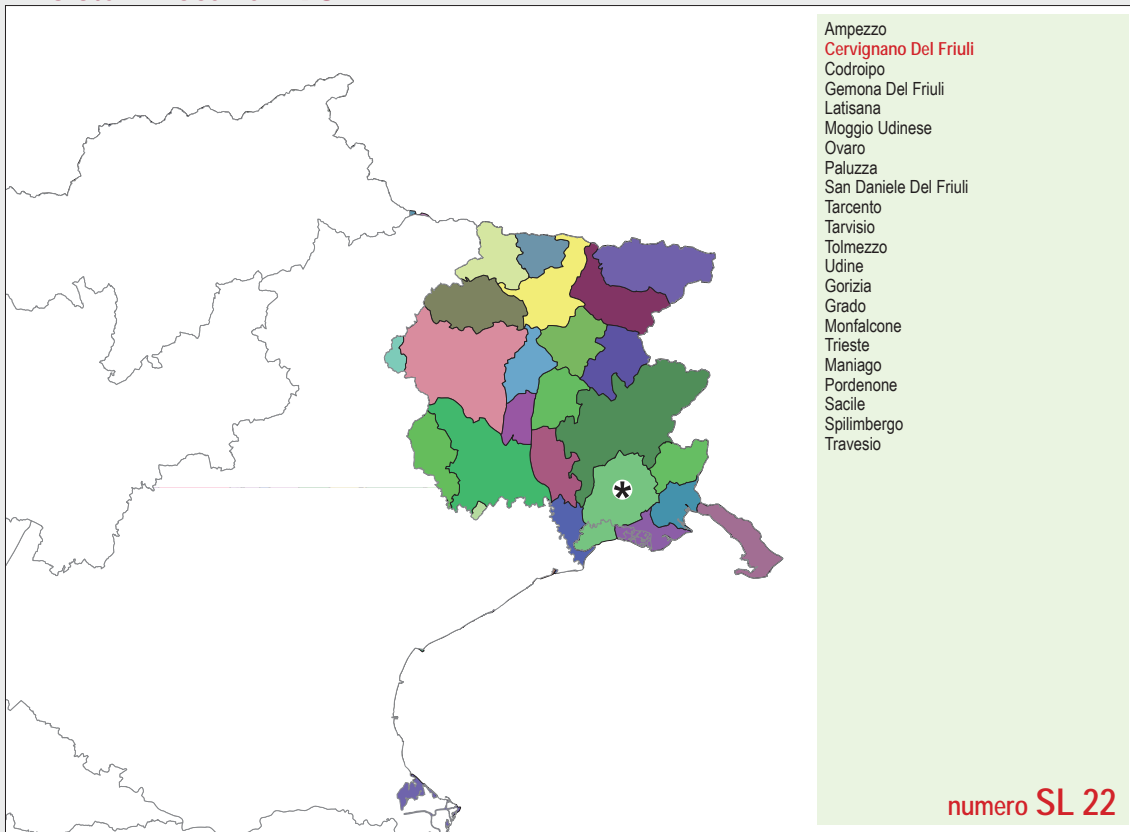 Ampezzo
Cervignano Del Friuli
Codroipo
Gemona Del Friuli
Latisana
Moggio Udinese
Ovaro
Paluzza
San Daniele Del Friuli
Tarcento
Tarvisio
Tolmezzo
Udine
Gorizia
Grado
Monfalcone
Trieste
Maniago
Pordenone
Sacile
Spilimbergo
Travesio
*
numero SL 22